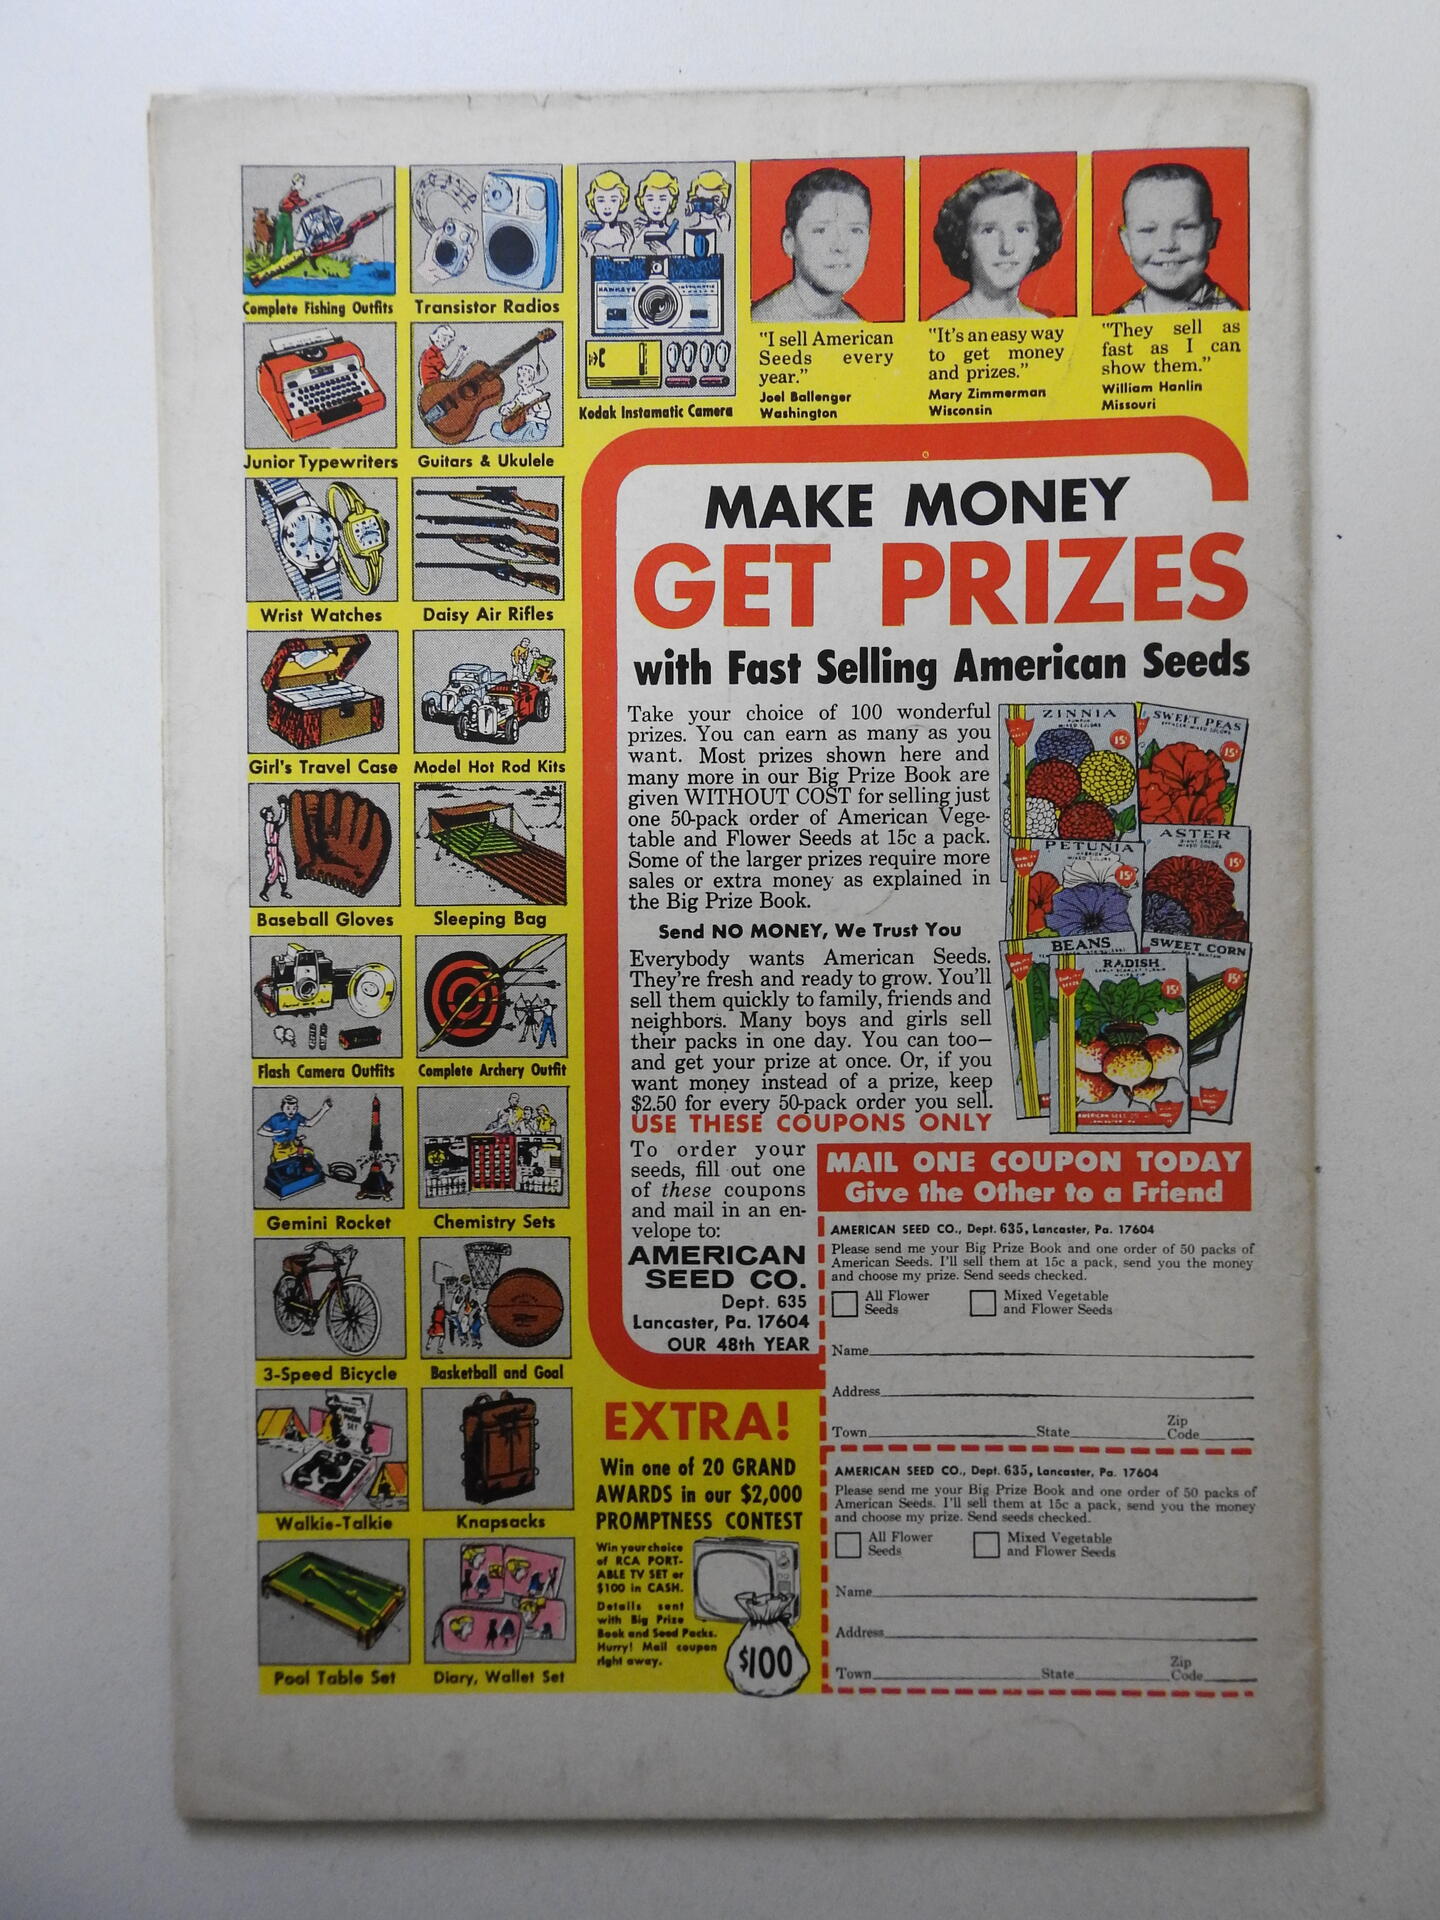 Complete Fishing Outfits
Transistor Radios
HAWKEYE INSTAMATIC
Kodak Instamatic Camera
"I sell American
Seeds every
year."
Joel Ballenger
Washington
"It's an easy way
to get money
and prizes."
Mary Zimmerman
Wisconsin
"They sell as
fast as I can
show them."
William Hanlin
Missouri
Junior Typewriters
Guitars & Ukulele
Wrist Watches
Daisy Air Rifles
Girl's Travel Case
Model Hot Rod Kits
Baseball Gloves
Sleeping Bag
Flash Camera Outfits
Complete Archery Outfit
Gemini Rocket
Chemistry Sets
3-Speed Bicycle
Basketball and Goal
Walkie-Talkie
Knapsacks
Pool Table Set
Diary, Wallet Set
MAKE MONEY
GET PRIZES
with Fast Selling American Seeds
Take your choice of 100 wonderful
prizes. You can earn as many as you
want. Most prizes shown here and
many more in our Big Prize Book are
given WITHOUT COST for selling just
one 50-pack order of American Vege-
table and Flower Seeds at 15c a pack.
Some of the larger prizes require more
sales or extra money as explained in
the Big Prize Book.
Send NO MONEY, We Trust You
Everybody wants American Seeds.
They're fresh and ready to grow. You'll
sell them quickly to family, friends and
neighbors. Many boys and girls sell
their packs in one day. You can too—
and get your prize at once. Or, if you
want money instead of a prize, keep
$2.50 for every 50-pack order you sell.
USE THESE COUPONS ONLY
ZINNIA
MIXED COLORS
15¢
SWEET PEAS
MIXED COLORS
15¢
PETUNIA
MIXED COLORS
15¢
ASTER
MIXED COLORS
15¢
BEANS
SWEET CORN
15¢
RADISH
15¢
AMERICAN SEED CO.
LANCASTER, PA.
To order your
seeds, fill out one
of these coupons
and mail in an en-
velope to:
AMERICAN
SEED CO.
Dept. 635
Lancaster, Pa. 17604
OUR 48th YEAR
MAIL ONE COUPON TODAY
Give the Other to a Friend
AMERICAN SEED CO., Dept. 635, Lancaster, Pa. 17604
Please send me your Big Prize Book and one order of 50 packs of
American Seeds. I'll sell them at 15c a pack, send you the money
and choose my prize. Send seeds checked.
All Flower
Seeds
Mixed Vegetable
and Flower Seeds
Name
Address
Town State Zip
Code
AMERICAN SEED CO., Dept. 635, Lancaster, Pa. 17604
Please send me your Big Prize Book and one order of 50 packs of
American Seeds. I'll sell them at 15c a pack, send you the money
and choose my prize. Send seeds checked.
All Flower
Seeds
Mixed Vegetable
and Flower Seeds
Name
Address
Town State Zip
Code
EXTRA!
Win one of 20 GRAND
AWARDS in our $2,000
PROMPTNESS CONTEST
Win your choice
of RCA PORT-
ABLE TV SET or
$100 in CASH.
Details sent
with Big Prize
Book and Seed Packs.
Hurry! Mail coupon
right away.
$100